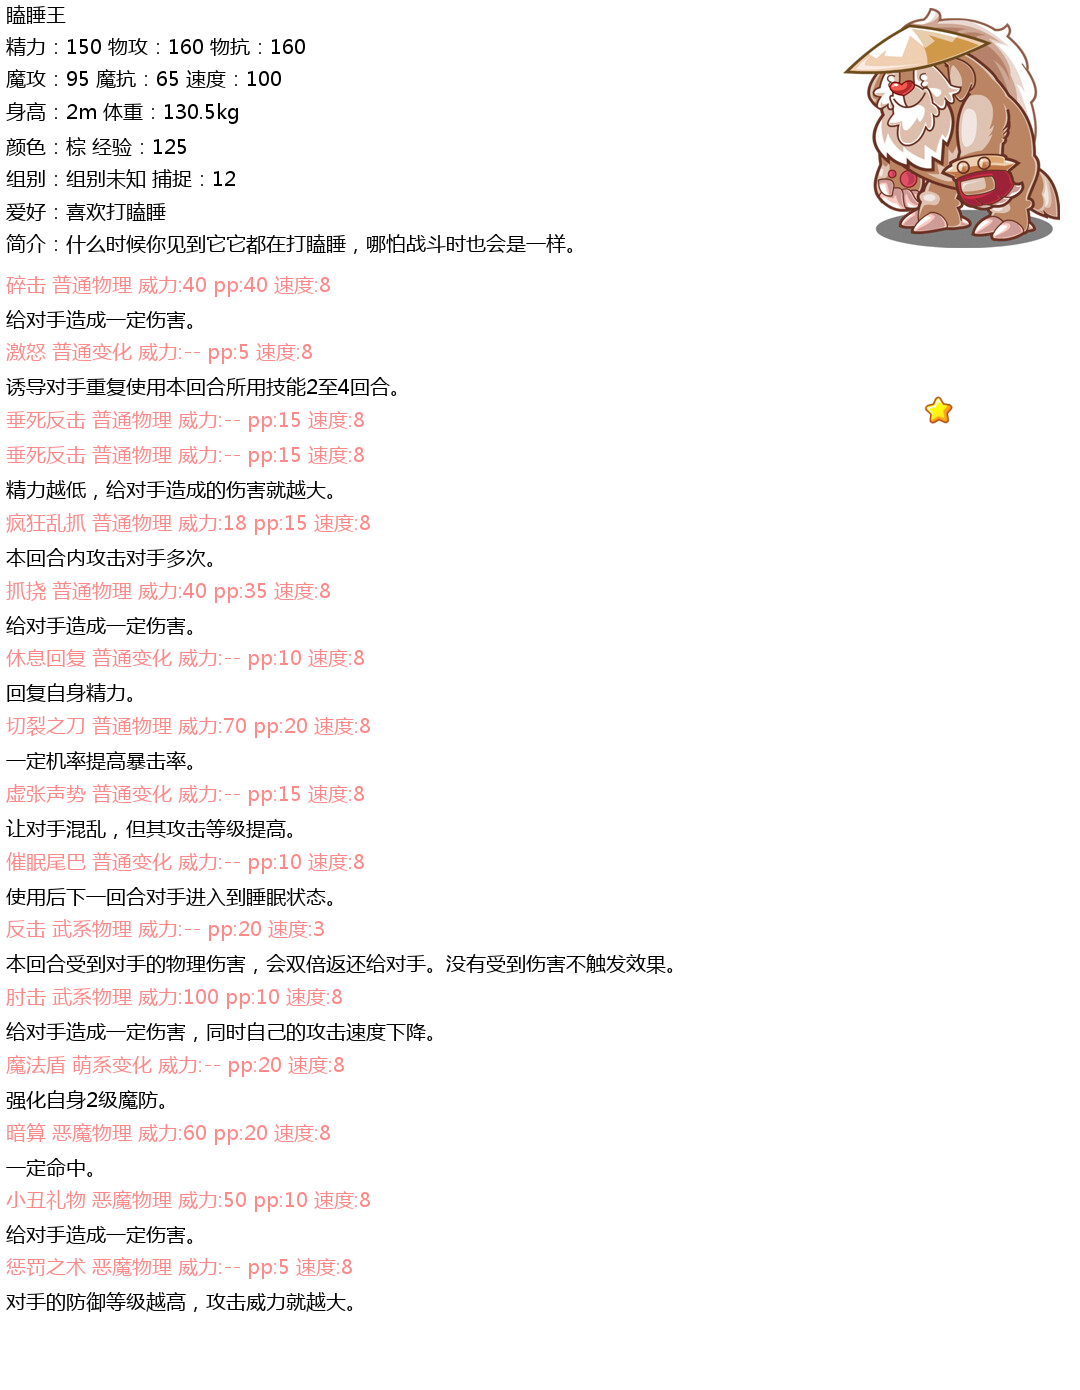 瞌睡王
精力：150 物攻：160 物抗：160
魔攻：95 魔抗：65 速度：100
身高：2m 体重：130.5kg
颜色：棕 经验：125
组别：组别未知 捕捉：12
爱好：喜欢打瞌睡
简介：什么时候你见到它它都在打瞌睡，哪怕战斗时也会是一样。
碎击 普通物理 威力:40 pp:40 速度:8
给对手造成一定伤害。
激怒 普通变化 威力:-- pp:5 速度:8
诱导对手重复使用本回合所用技能2至4回合。
垂死反击 普通物理 威力:-- pp:15 速度:8
垂死反击 普通物理 威力:-- pp:15 速度:8
精力越低，给对手造成的伤害就越大。
疯狂乱抓 普通物理 威力:18 pp:15 速度:8
本回合内攻击对手多次。
抓挠 普通物理 威力:40 pp:35 速度:8
给对手造成一定伤害。
休息回复 普通变化 威力:-- pp:10 速度:8
回复自身精力。
切裂之刀 普通物理 威力:70 pp:20 速度:8
一定机率提高暴击率。
虚张声势 普通变化 威力:-- pp:15 速度:8
让对手混乱，但其攻击等级提高。
催眠尾巴 普通变化 威力:-- pp:10 速度:8
使用后下一回合对手进入到睡眠状态。
反击 武系物理 威力:-- pp:20 速度:3
本回合受到对手的物理伤害，会双倍返还给对手。没有受到伤害不触发效果。
肘击 武系物理 威力:100 pp:10 速度:8
给对手造成一定伤害，同时自己的攻击速度下降。
魔法盾 萌系变化 威力:-- pp:20 速度:8
强化自身2级魔防。
暗算 恶魔物理 威力:60 pp:20 速度:8
一定命中。
小丑礼物 恶魔物理 威力:50 pp:10 速度:8
给对手造成一定伤害。
惩罚之术 恶魔物理 威力:-- pp:5 速度:8
对手的防御等级越高，攻击威力就越大。